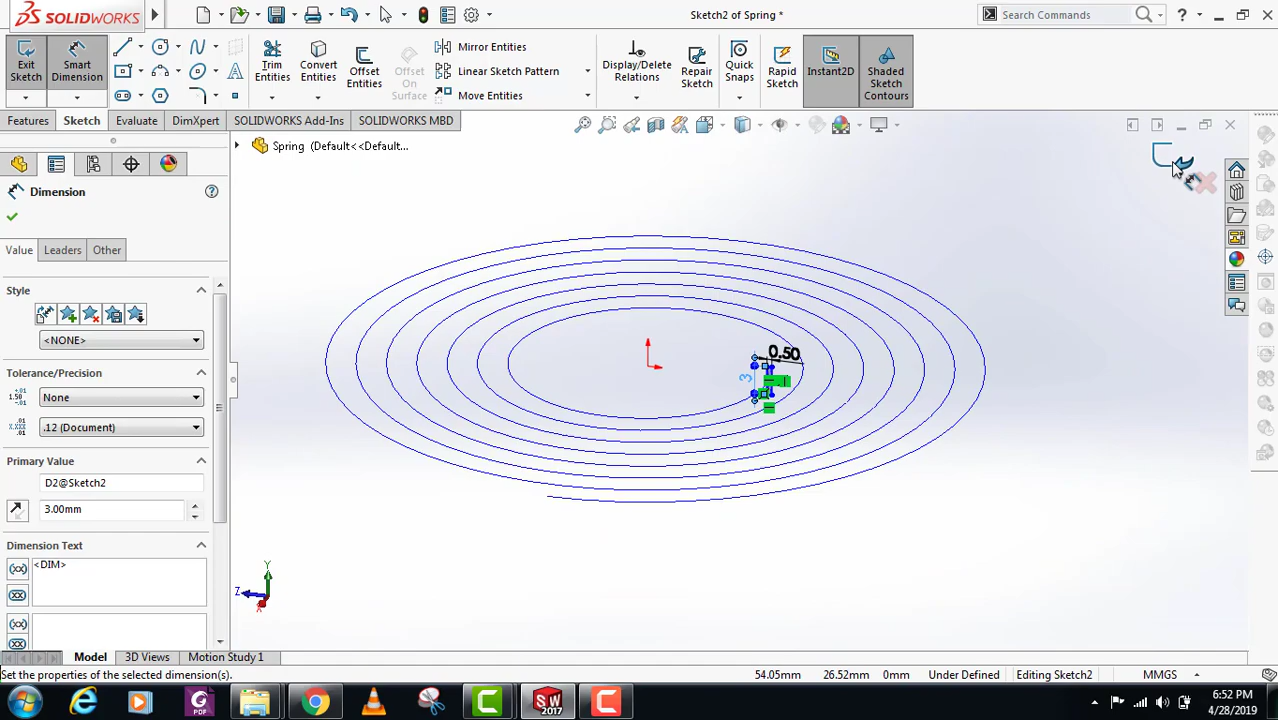 SOLIDWORKS
Sketch2 of Spring *
Search Commands
?
Exit Sketch
Smart Dimension
Trim Entities
Convert Entities
Offset Entities
Offset On Surface
Mirror Entities
Linear Sketch Pattern
Move Entities
Display/Delete Relations
Repair Sketch
Quick Snaps
Rapid Sketch
Instant2D
Shaded Sketch Contours
Features
Sketch
Evaluate
DimXpert
SOLIDWORKS Add-Ins
SOLIDWORKS MBD
Spring (Default<<Default...
Dimension
?
Value
Leaders
Other
Style
<NONE>
Tolerance/Precision
None
.12 (Document)
Primary Value
D2@Sketch2
3.00mm
Dimension Text
<DIM>
0.50
3
Y
Z
X
Model
3D Views
Motion Study 1
Set the properties of the selected dimension(s).
54.05mm
26.52mm
0mm
Under Defined
Editing Sketch2
MMGS
PDF
SW
2017
6:52 PM
4/28/2019